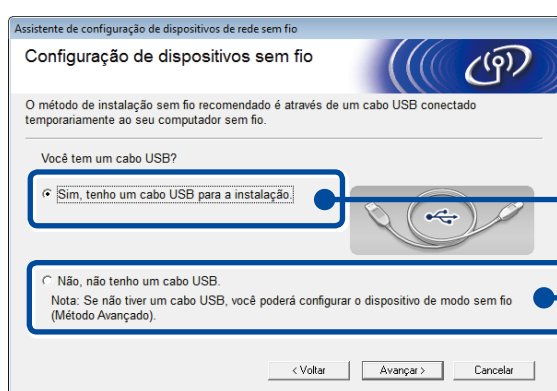 Assistente de configuração de dispositivos de rede sem fio
Configuração de dispositivos sem fio
O método de instalação sem fio recomendado é através de um cabo USB conectado
temporariamente ao seu computador sem fio.
Você tem um cabo USB?
Sim, tenho um cabo USB para a instalação.
Não, não tenho um cabo USB.
Nota: Se não tiver um cabo USB, você poderá configurar o dispositivo de modo sem fio
(Método Avançado).
< Voltar
Avançar >
Cancelar